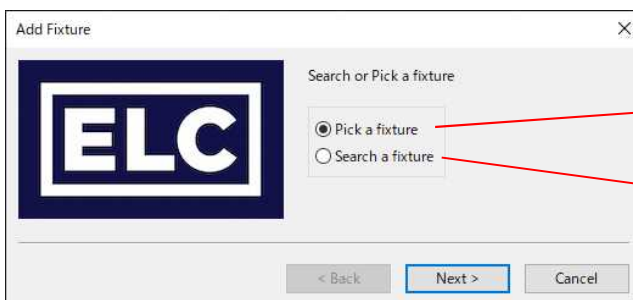 Add Fixture
ELC
Search or Pick a fixture
Pick a fixture
Search a fixture
< Back
Next >
Cancel